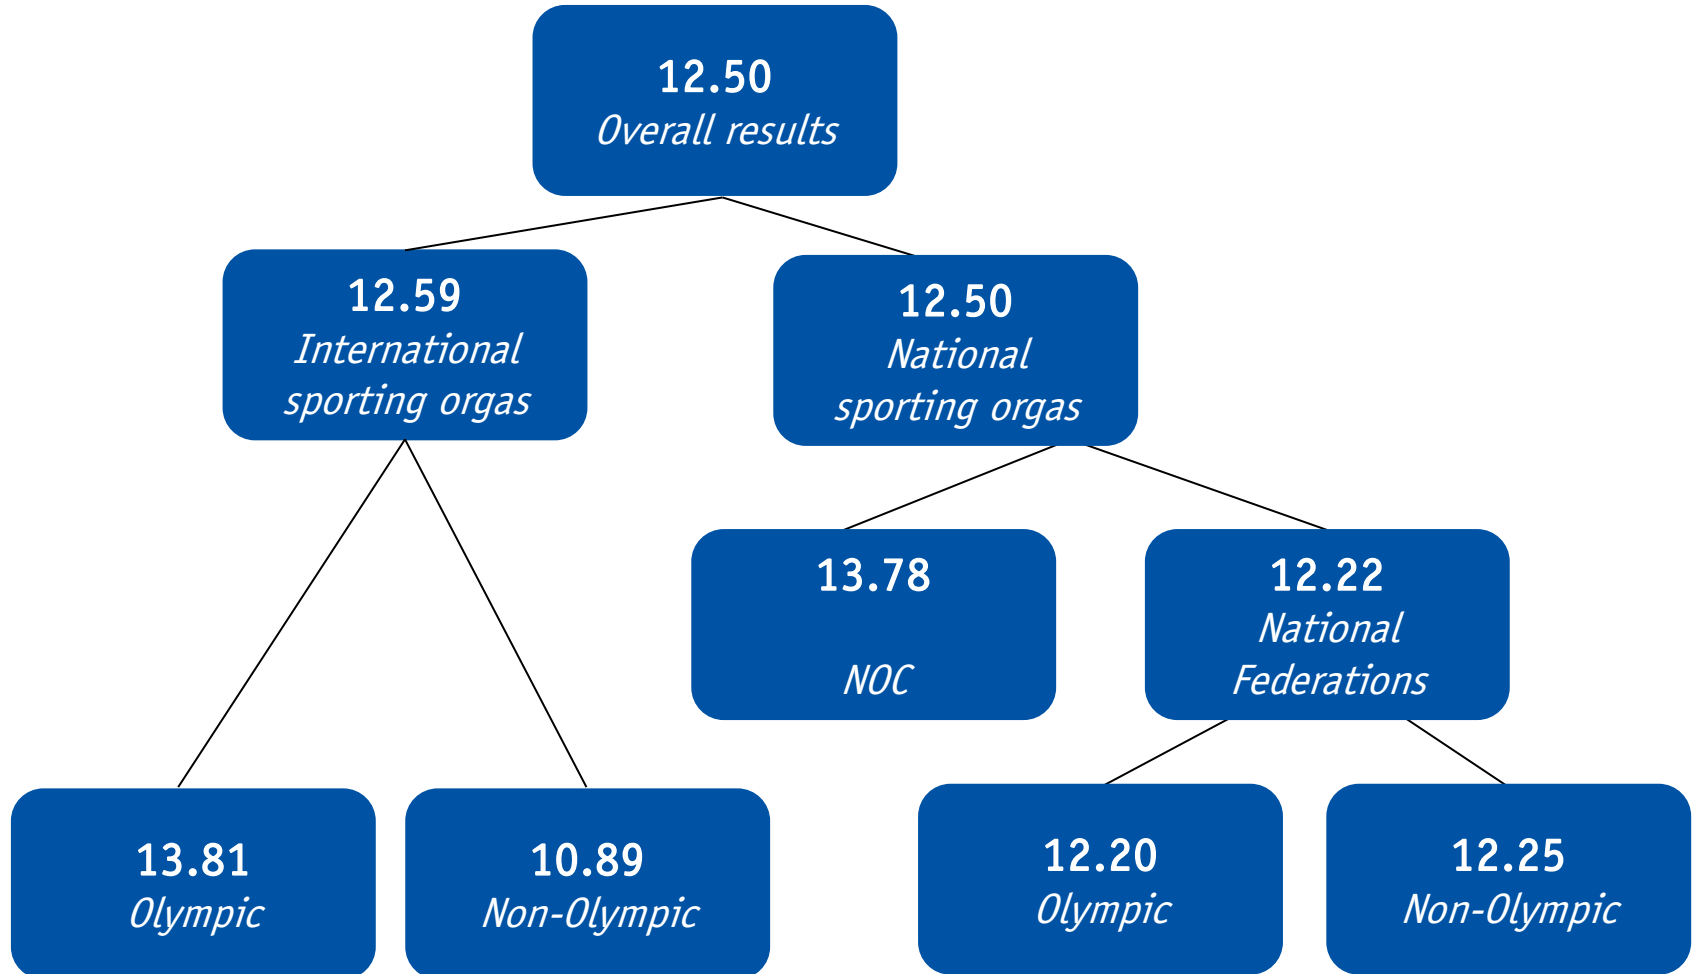 12.50
Overall results
12.59
International
sporting orgas
12.50
National
sporting orgas
13.78
NOC
12.22
National
Federations
13.81
Olympic
10.89
Non-Olympic
12.20
Olympic
12.25
Non-Olympic